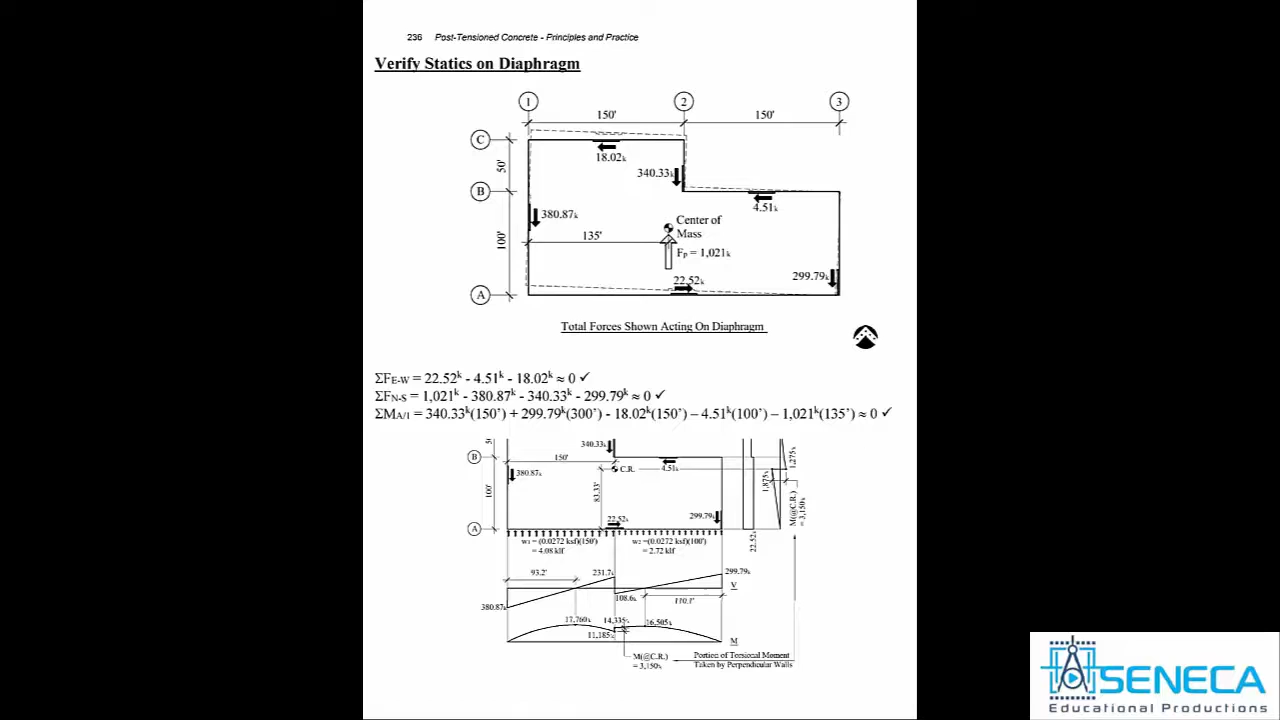 236 Post-Tensioned Concrete - Principles and Practice
Verify Statics on Diaphragm
1 2 3
150' 150'
C
18.02k
50'
340.33k
B
4.51k
380.87k
Center of
Mass
135'
100'
Fp = 1,021k
299.79k
22.52k
A
Total Forces Shown Acting On Diaphragm
ΣFE-W = 22.52k - 4.51k - 18.02k ≈ 0 ✓
ΣFN-S = 1,021k - 380.87k - 340.33k - 299.79k ≈ 0 ✓
ΣMA/1 = 340.33k(150’) + 299.79k(300’) - 18.02k(150’) – 4.51k(100’) – 1,021k(135’) ≈ 0 ✓
340.33k
B
150'
1,275k
C.R.
4.51k
380.87k
1,875k
100'
83.33'
M(@C.R.)
= 3,150k
22.52k
299.79k
A
w1 = (0.0272 ksf)(150')
= 4.08 klf
w2 = (0.0272 ksf)(100')
= 2.72 klf
22.52k
93.2'
231.7k
299.79k
V
108.6k
110.1'
380.87k
17,760k
14,335k
16,505k
11,185k
M
M(@C.R.)
= 3,150k
Portion of Torsional Moment
Taken by Perpendicular Walls
SENECA
Educational Productions